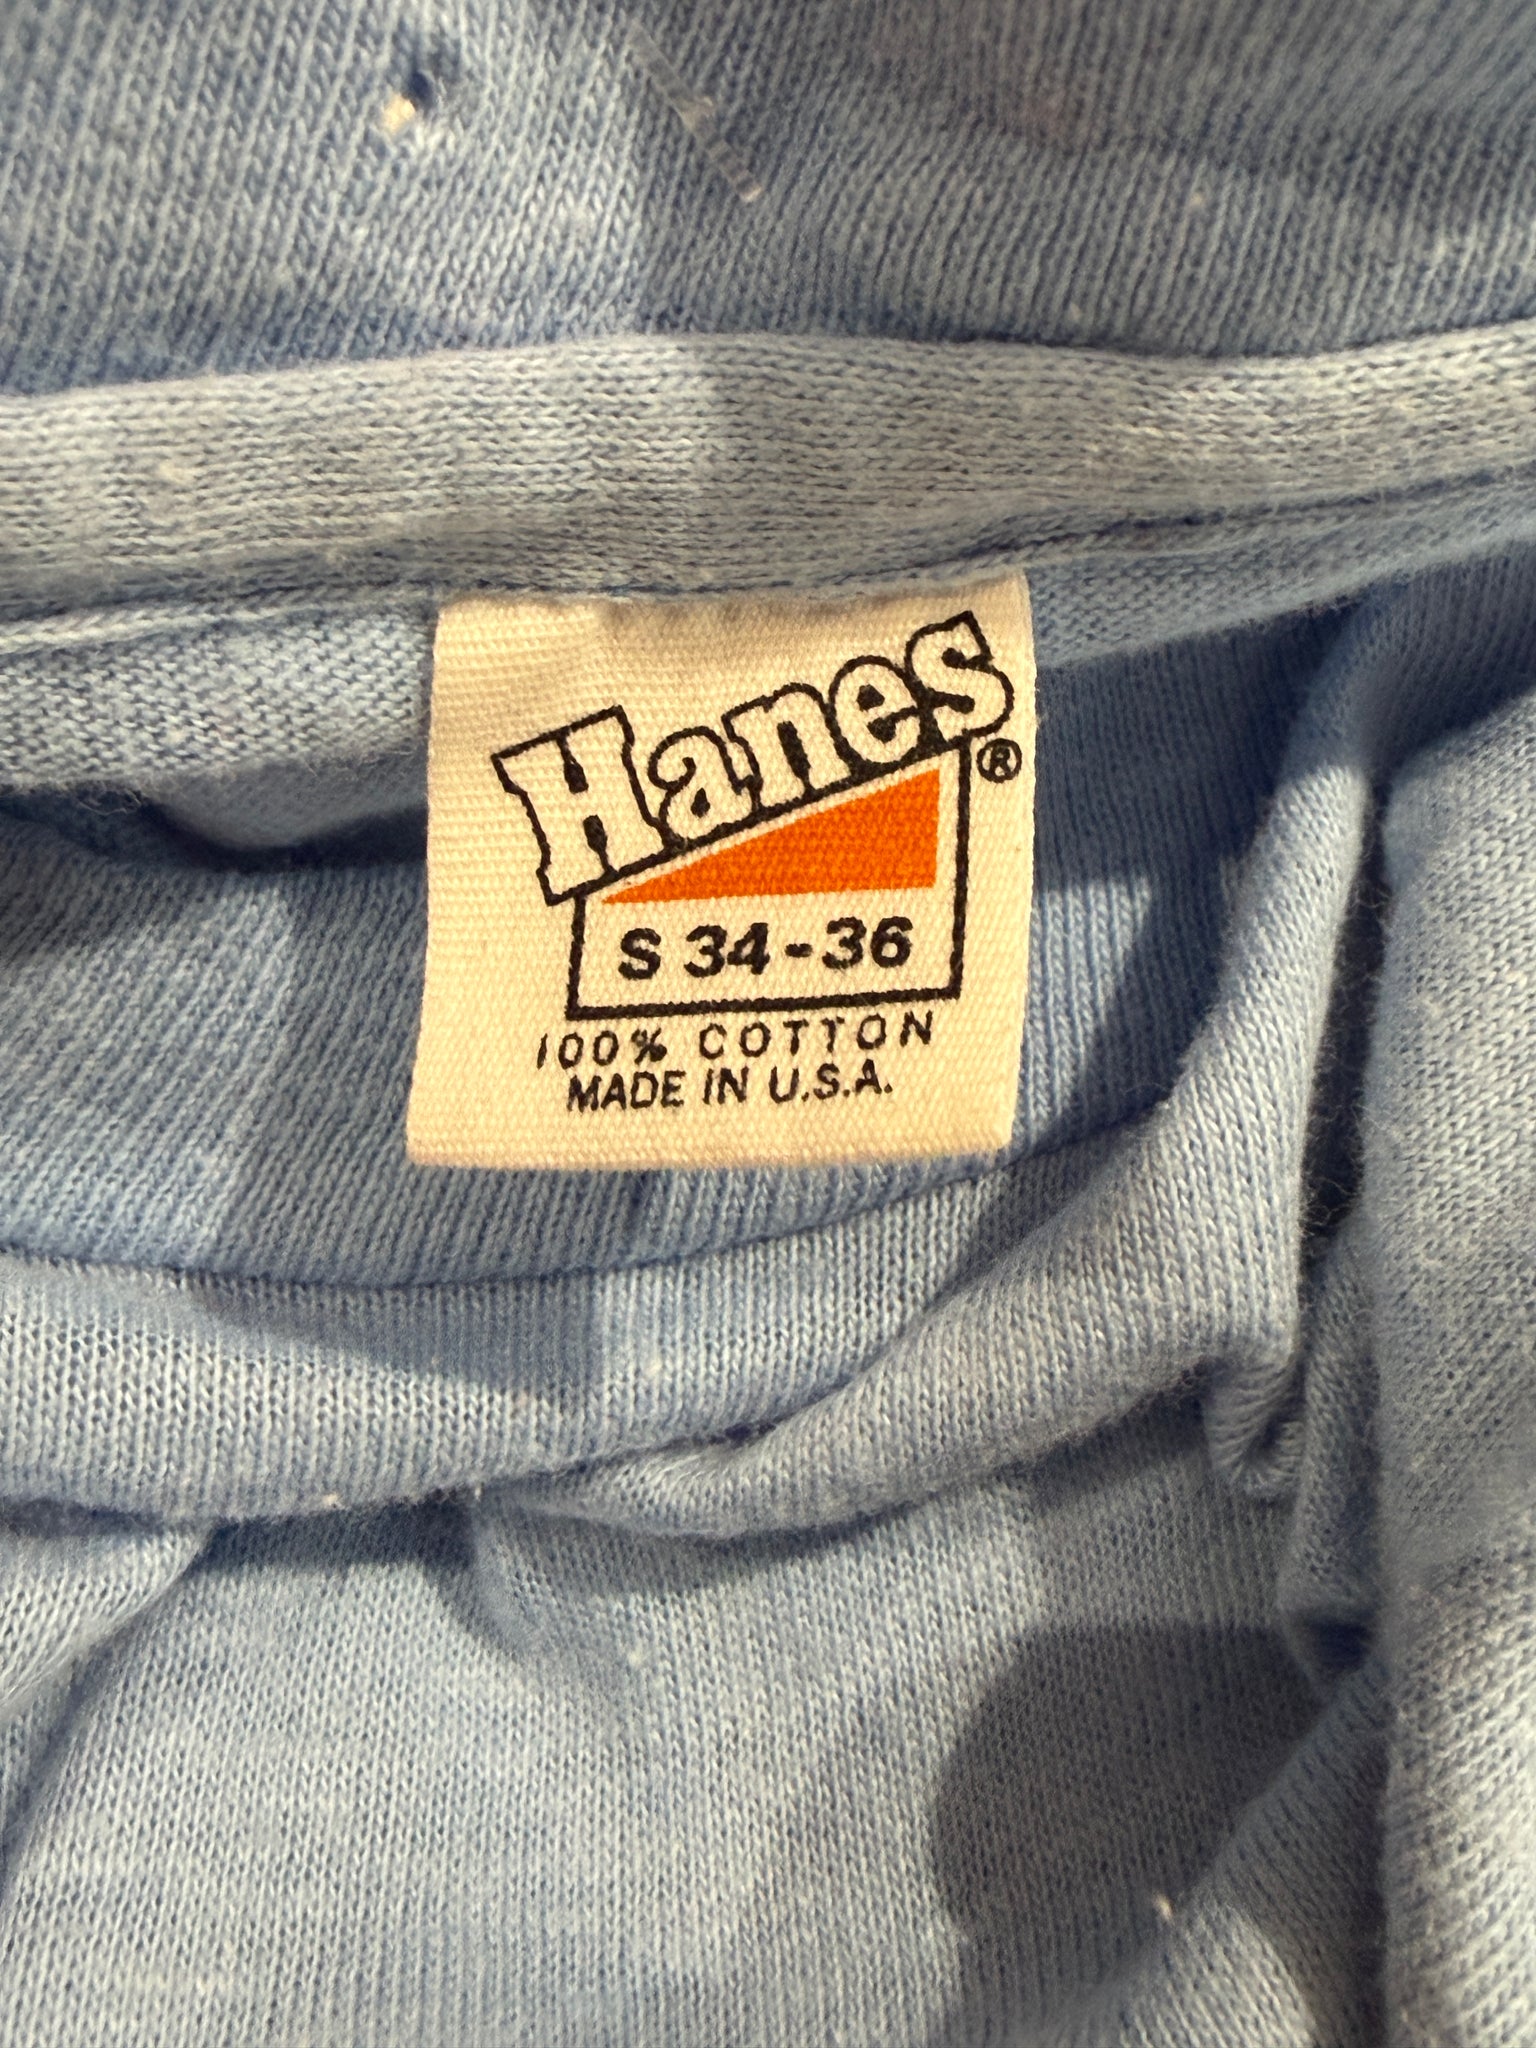 Hanes®
S 34-36
100% COTTON
MADE IN U.S.A.